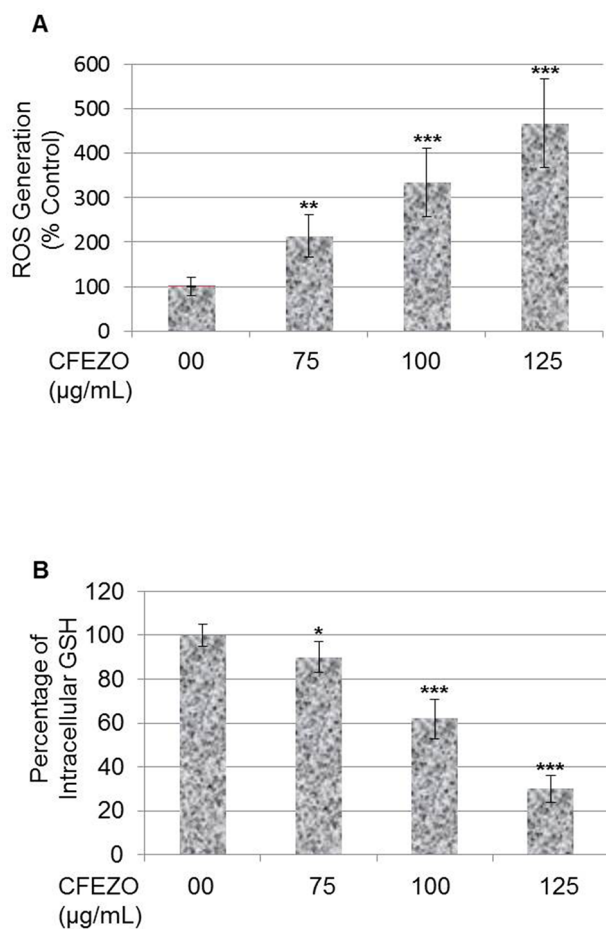 A
ROS Generation
(% Control)
600
500
400
300
200
100
0
**
***
***
CFEZO
(µg/mL)
00 75 100 125
B
Percentage of
Intracellular GSH
120
100
80
60
40
20
0
*
***
***
CFEZO
(µg/mL)
00 75 100 125